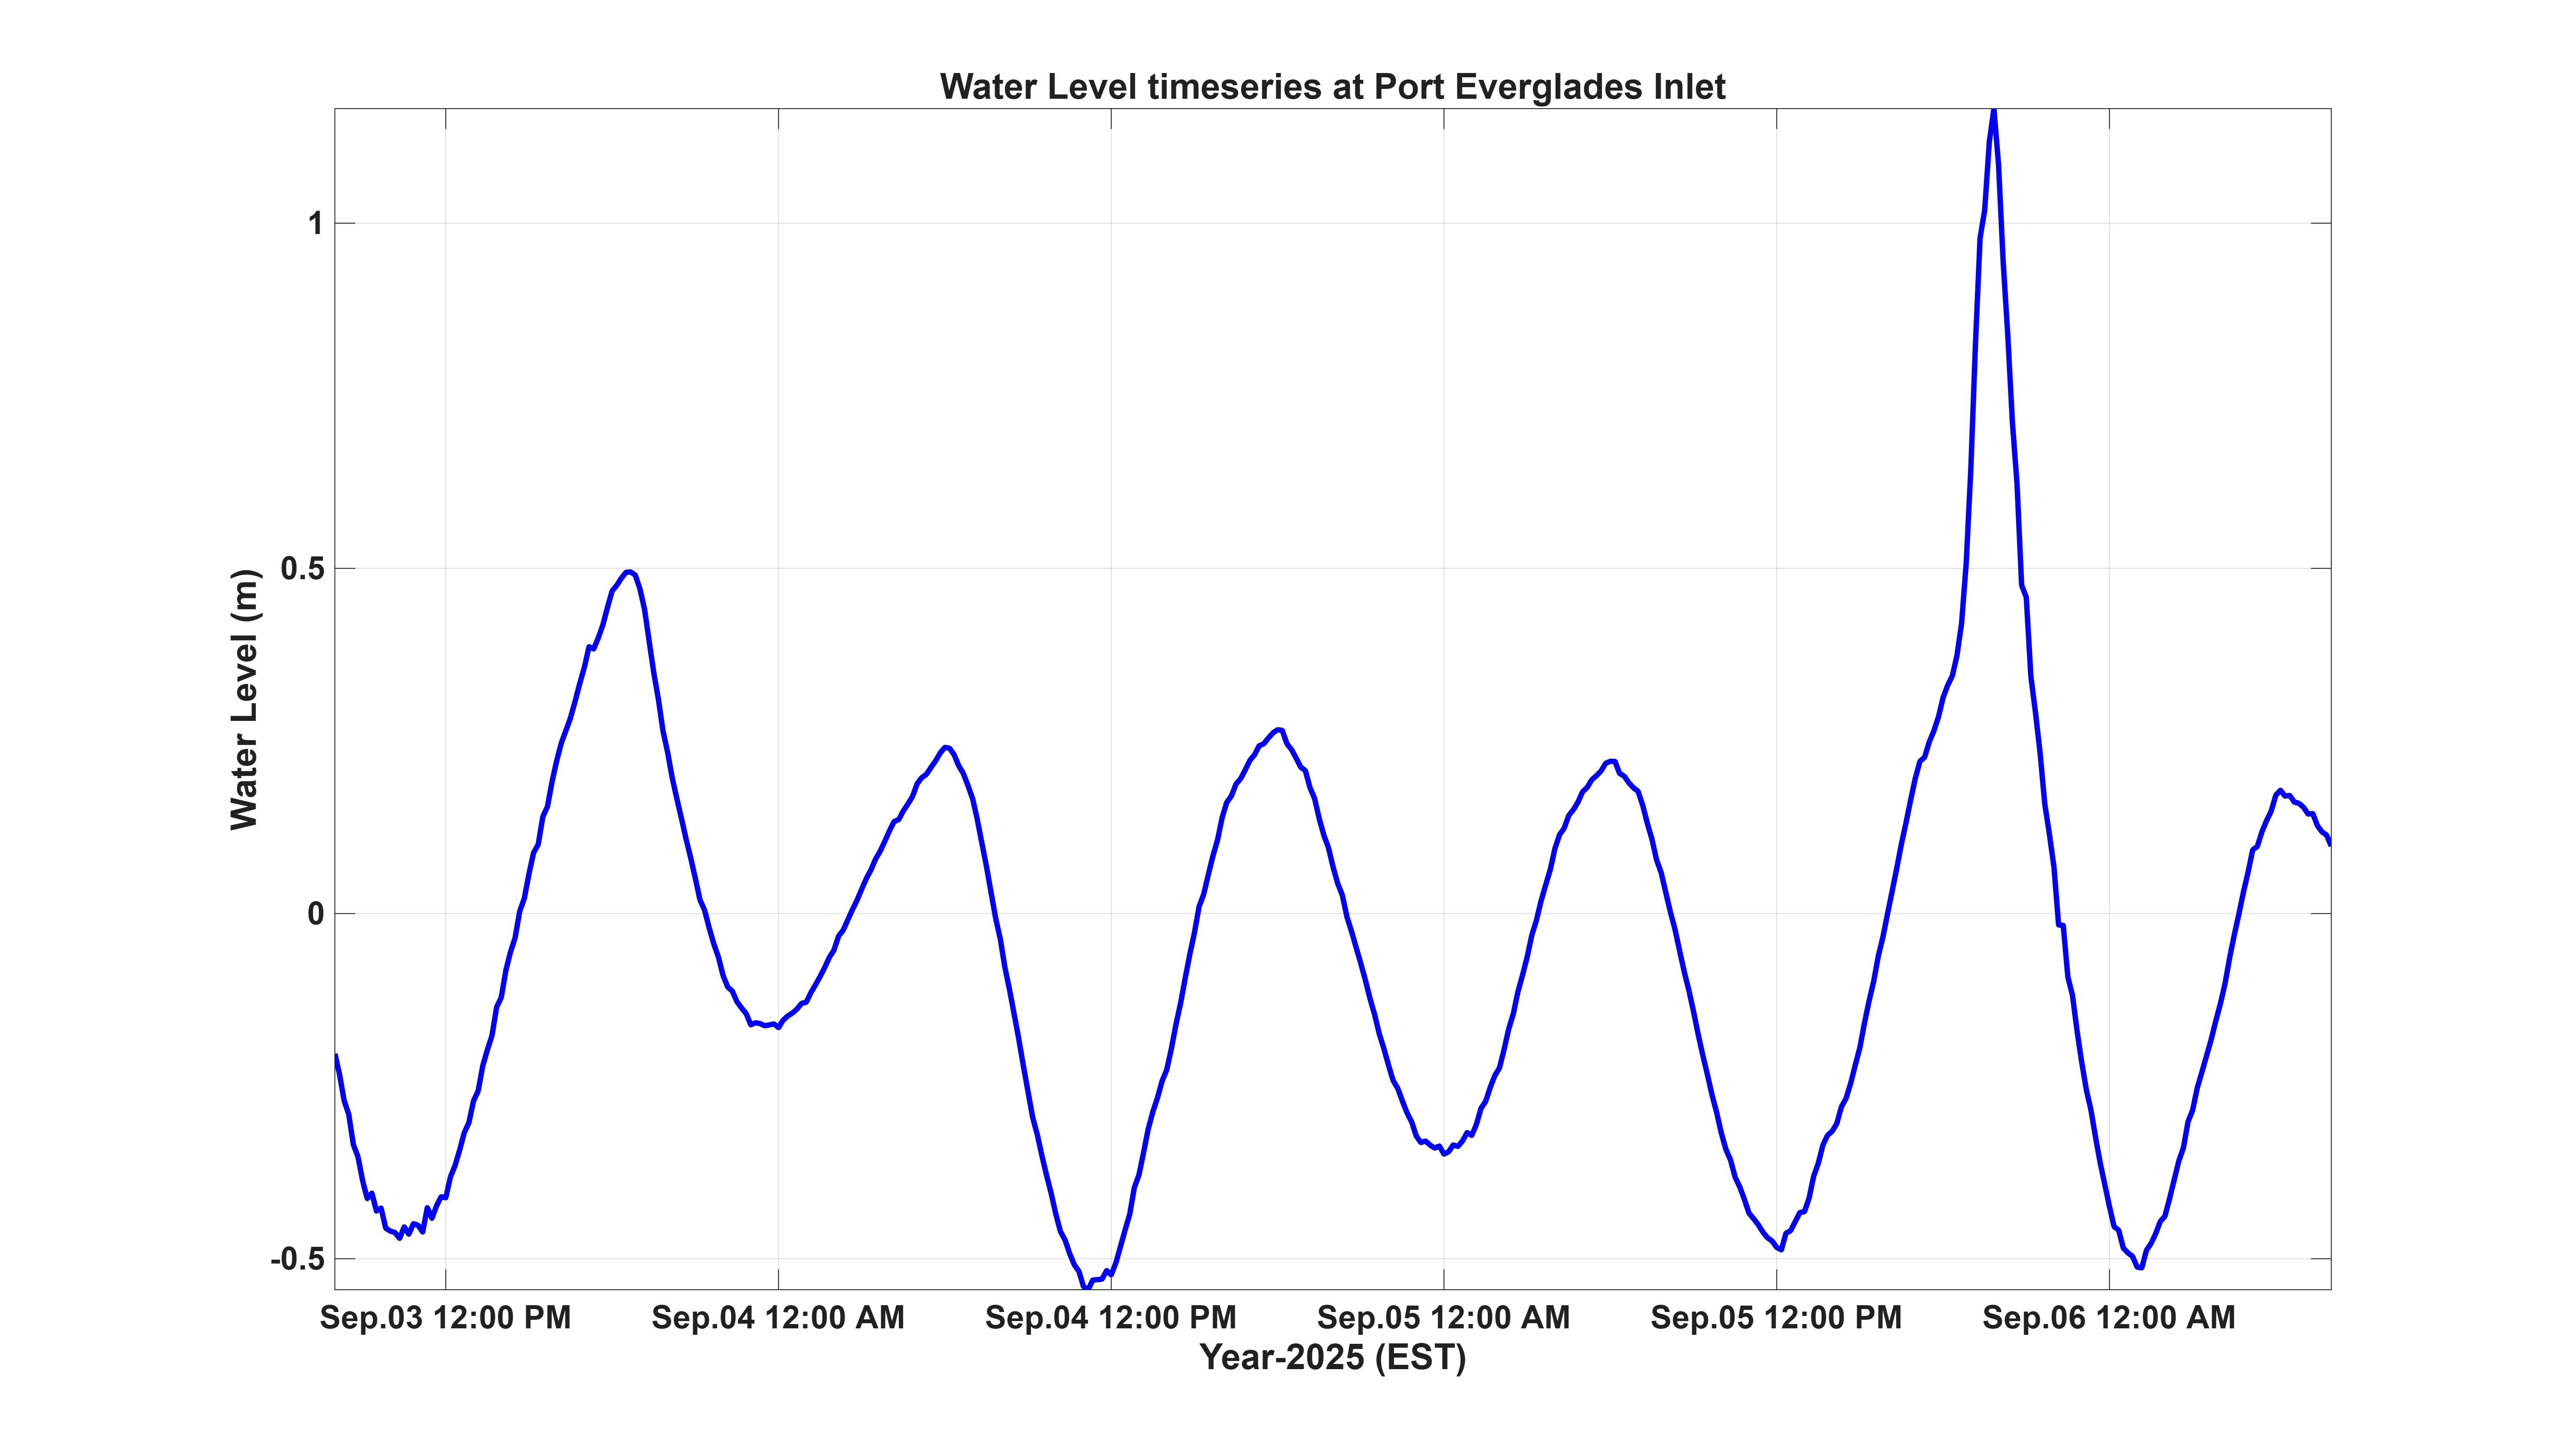 Water Level timeseries at Port Everglades Inlet
Water Level (m)
1
0.5
0
-0.5
Sep.03 12:00 PM
Sep.04 12:00 AM
Sep.04 12:00 PM
Sep.05 12:00 AM
Sep.05 12:00 PM
Sep.06 12:00 AM
Year-2025 (EST)